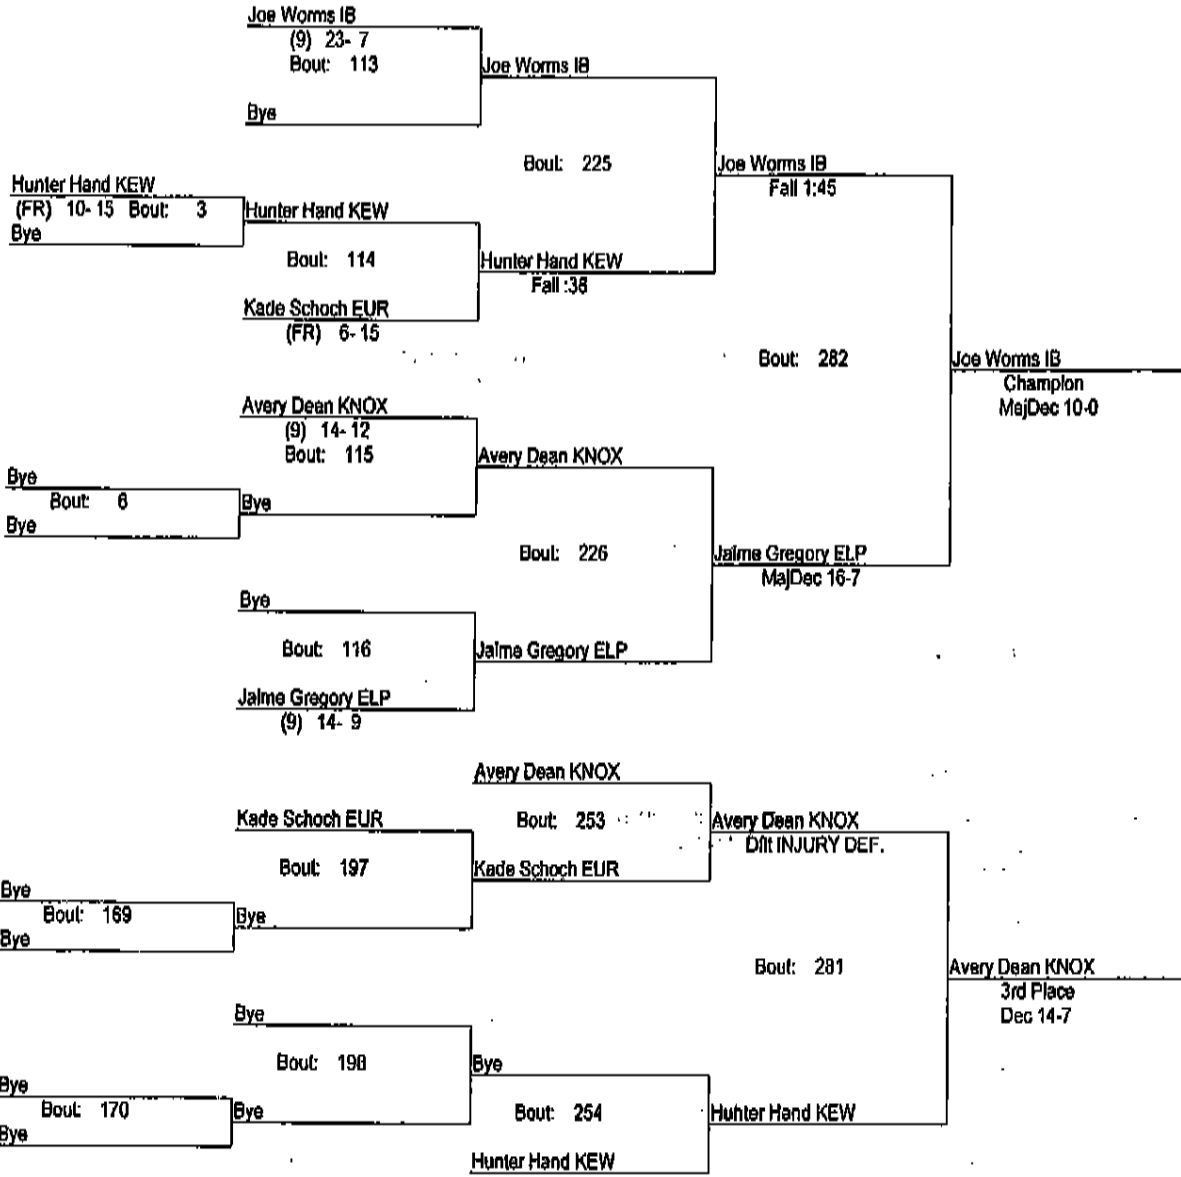 Joe Worms IB
(9) 23- 7
Bout: 113
Joe Worms IB
Bye
Bout: 225
Joe Worms IB
Fall 1:45
Hunter Hand KEW
(FR) 10- 15 Bout: 3
Hunter Hand KEW
Bye
Bout: 114
Hunter Hand KEW
Fall :38
Kade Schoch EUR
(FR) 6- 15
Bout: 282
Joe Worms IB
Champion
MajDec 10-0
Avery Dean KNOX
(9) 14- 12
Bout: 115
Avery Dean KNOX
Bye
Bout: 6
Bye
Bye
Bout: 226
Jaime Gregory ELP
MajDec 16-7
Bye
Bout: 116
Jaime Gregory ELP
Jaime Gregory ELP
(9) 14- 9
Avery Dean KNOX
Kade Schoch EUR
Bout: 253
Avery Dean KNOX
Dflt INJURY DEF.
Bout: 197
Kade Schoch EUR
Bye
Bout: 169
Bye
Bye
Bout: 281
Avery Dean KNOX
3rd Place
Dec 14-7
Bye
Bout: 198
Bye
Bye
Bout: 170
Bye
Bye
Bout: 254
Hunter Hand KEW
Hunter Hand KEW